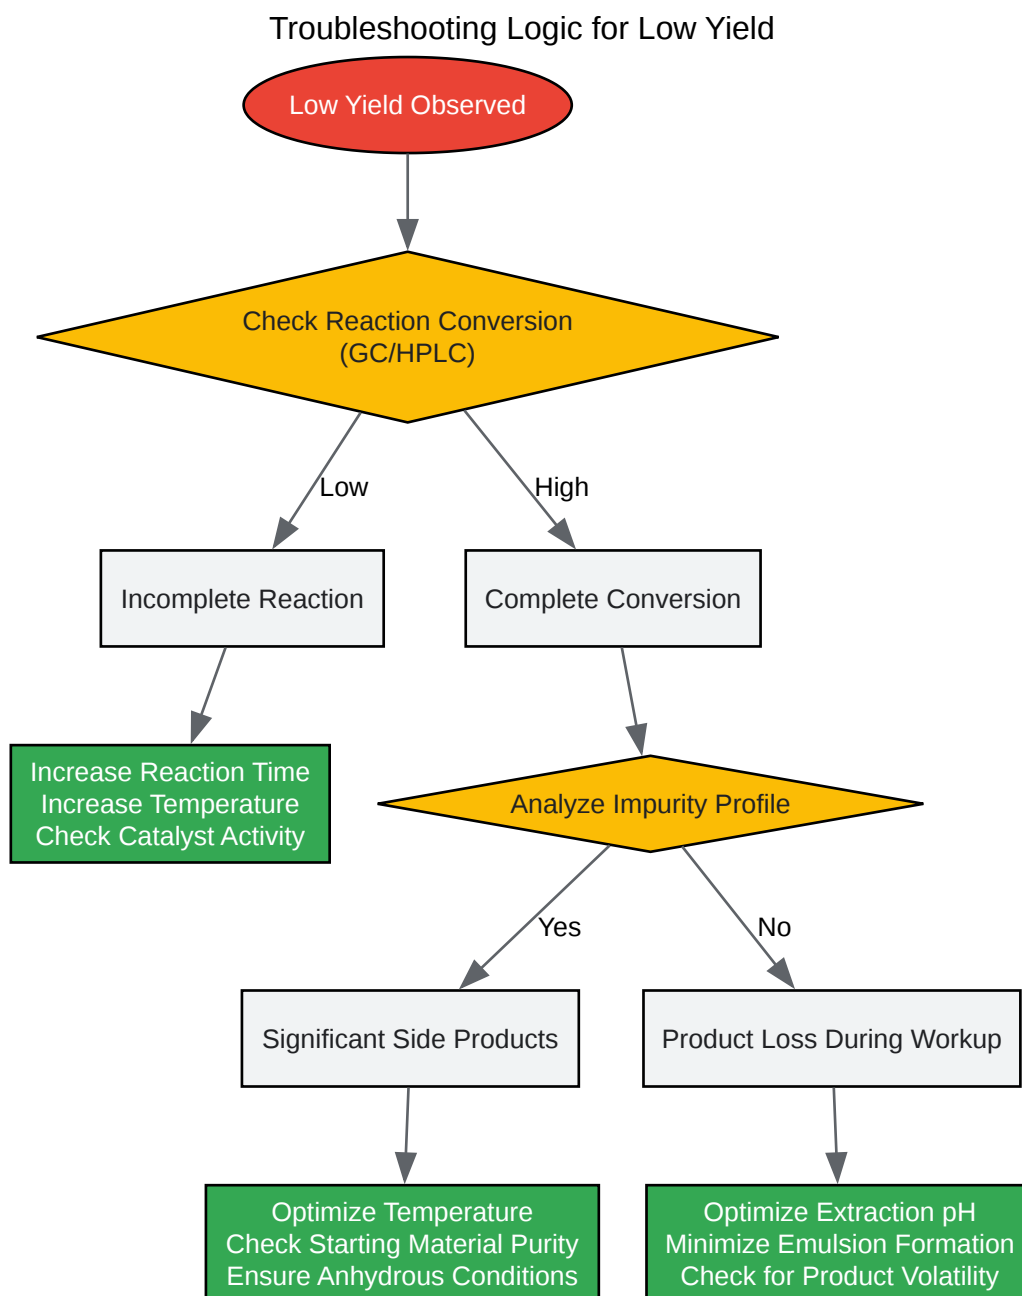 Troubleshooting Logic for Low Yield
Low Yield Observed
Check Reaction Conversion
(GC/HPLC)
Low
High
Incomplete Reaction
Complete Conversion
Increase Reaction Time
Increase Temperature
Check Catalyst Activity
Analyze Impurity Profile
Yes
No
Significant Side Products
Product Loss During Workup
Optimize Temperature
Check Starting Material Purity
Ensure Anhydrous Conditions
Optimize Extraction pH
Minimize Emulsion Formation
Check for Product Volatility